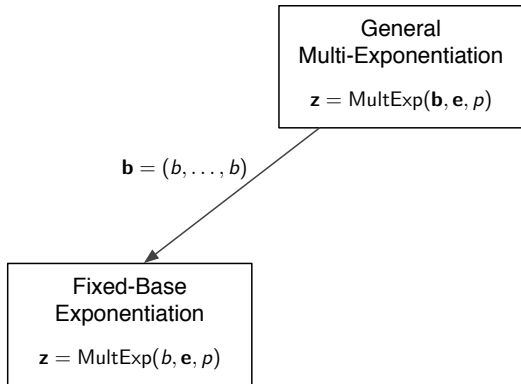 General
Multi-Exponentiation
z = MultExp(b, e, p)
b = (b, . . . , b)
Fixed-Base
Exponentiation
z = MultExp(b, e, p)